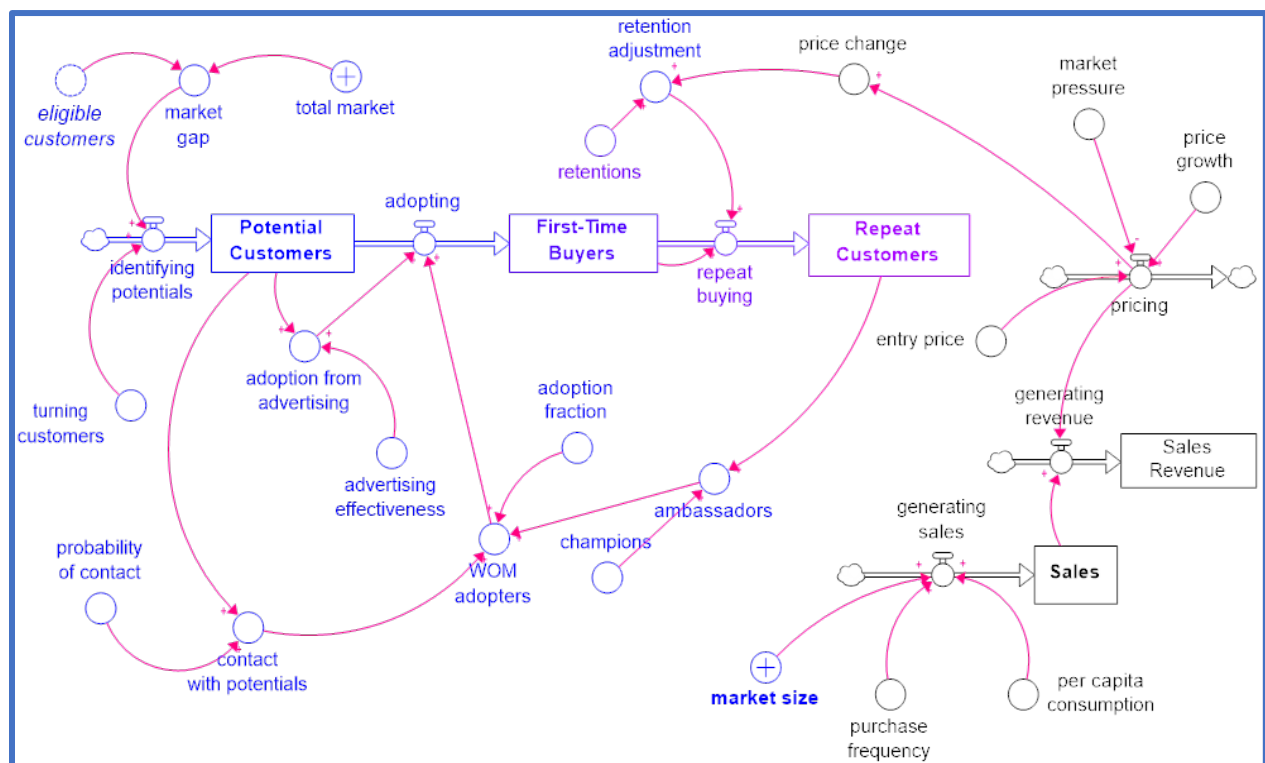 retention
adjustment
price change
market
pressure
eligible
customers
market
gap
total market
price
growth
retentions
adopting
Potential
Customers
First-Time
Buyers
Repeat
Customers
identifying
potentials
repeat
buying
pricing
entry price
adoption from
advertising
adoption
fraction
generating
revenue
turning
customers
Sales
Revenue
advertising
effectiveness
ambassadors
generating
sales
champions
probability
of contact
WOM
adopters
Sales
contact
with potentials
market size
per capita
consumption
purchase
frequency